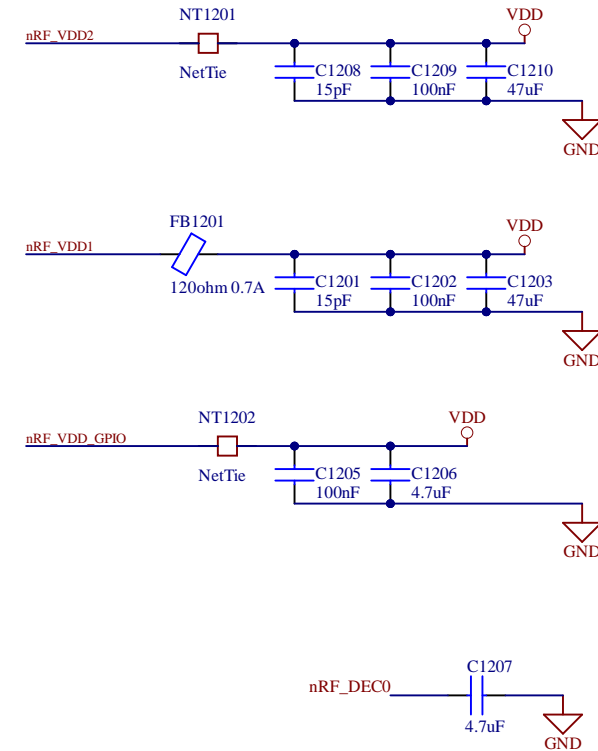 NT1201
VDD
nRF_VDD2
NetTie
C1208
C1209
C1210
15pF
100nF
47uF
GND
FB1201
VDD
nRF_VDD1
120ohm 0.7A
C1201
C1202
C1203
15pF
100nF
47uF
GND
NT1202
VDD
nRF_VDD_GPIO
NetTie
C1205
C1206
100nF
4.7uF
GND
C1207
nRF_DEC0
4.7uF
GND